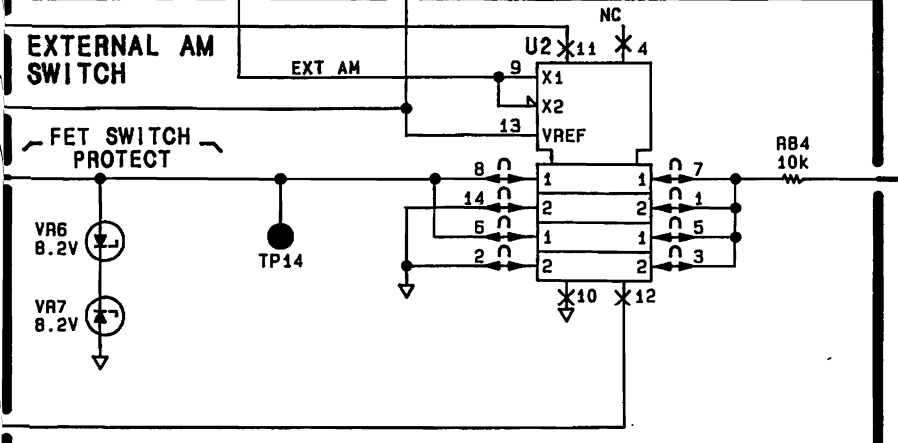 NC
EXTERNAL AM
SWITCH
U2
11
4
EXT AM
9
X1
X2
13
VREF
FET SWITCH
PROTECT
R84
10k
8
1
1
7
14
2
2
1
6
1
1
5
2
2
2
3
VR6
8.2V
TP14
10
12
VR7
8.2V